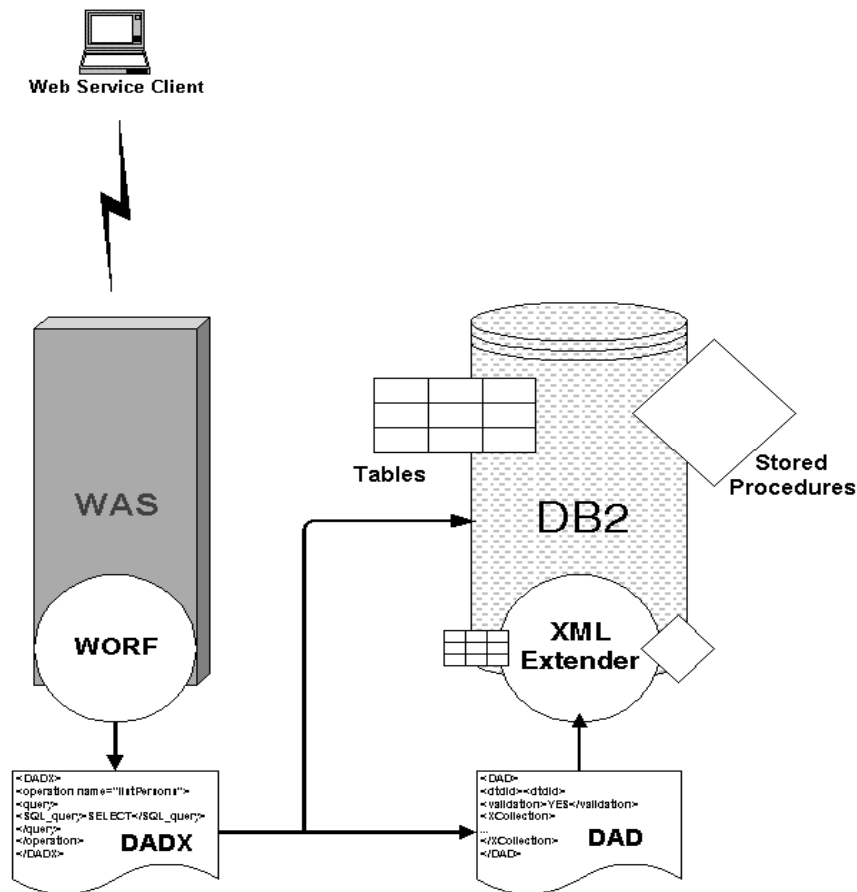 Web Service Client
Tables
Stored
Procedures
WAS
DB2
WORF
XML
Extender
<DADX>
<operation name="listPersons">
<query>
<SQL_query>SELECT</SQL_query>
</query>
</operation>
</DADX>
DADX
<DAD>
<dtdid><dtdid>
<validation>YES</validation>
<XCollection>
...
</XCollection>
</DAD>
DAD